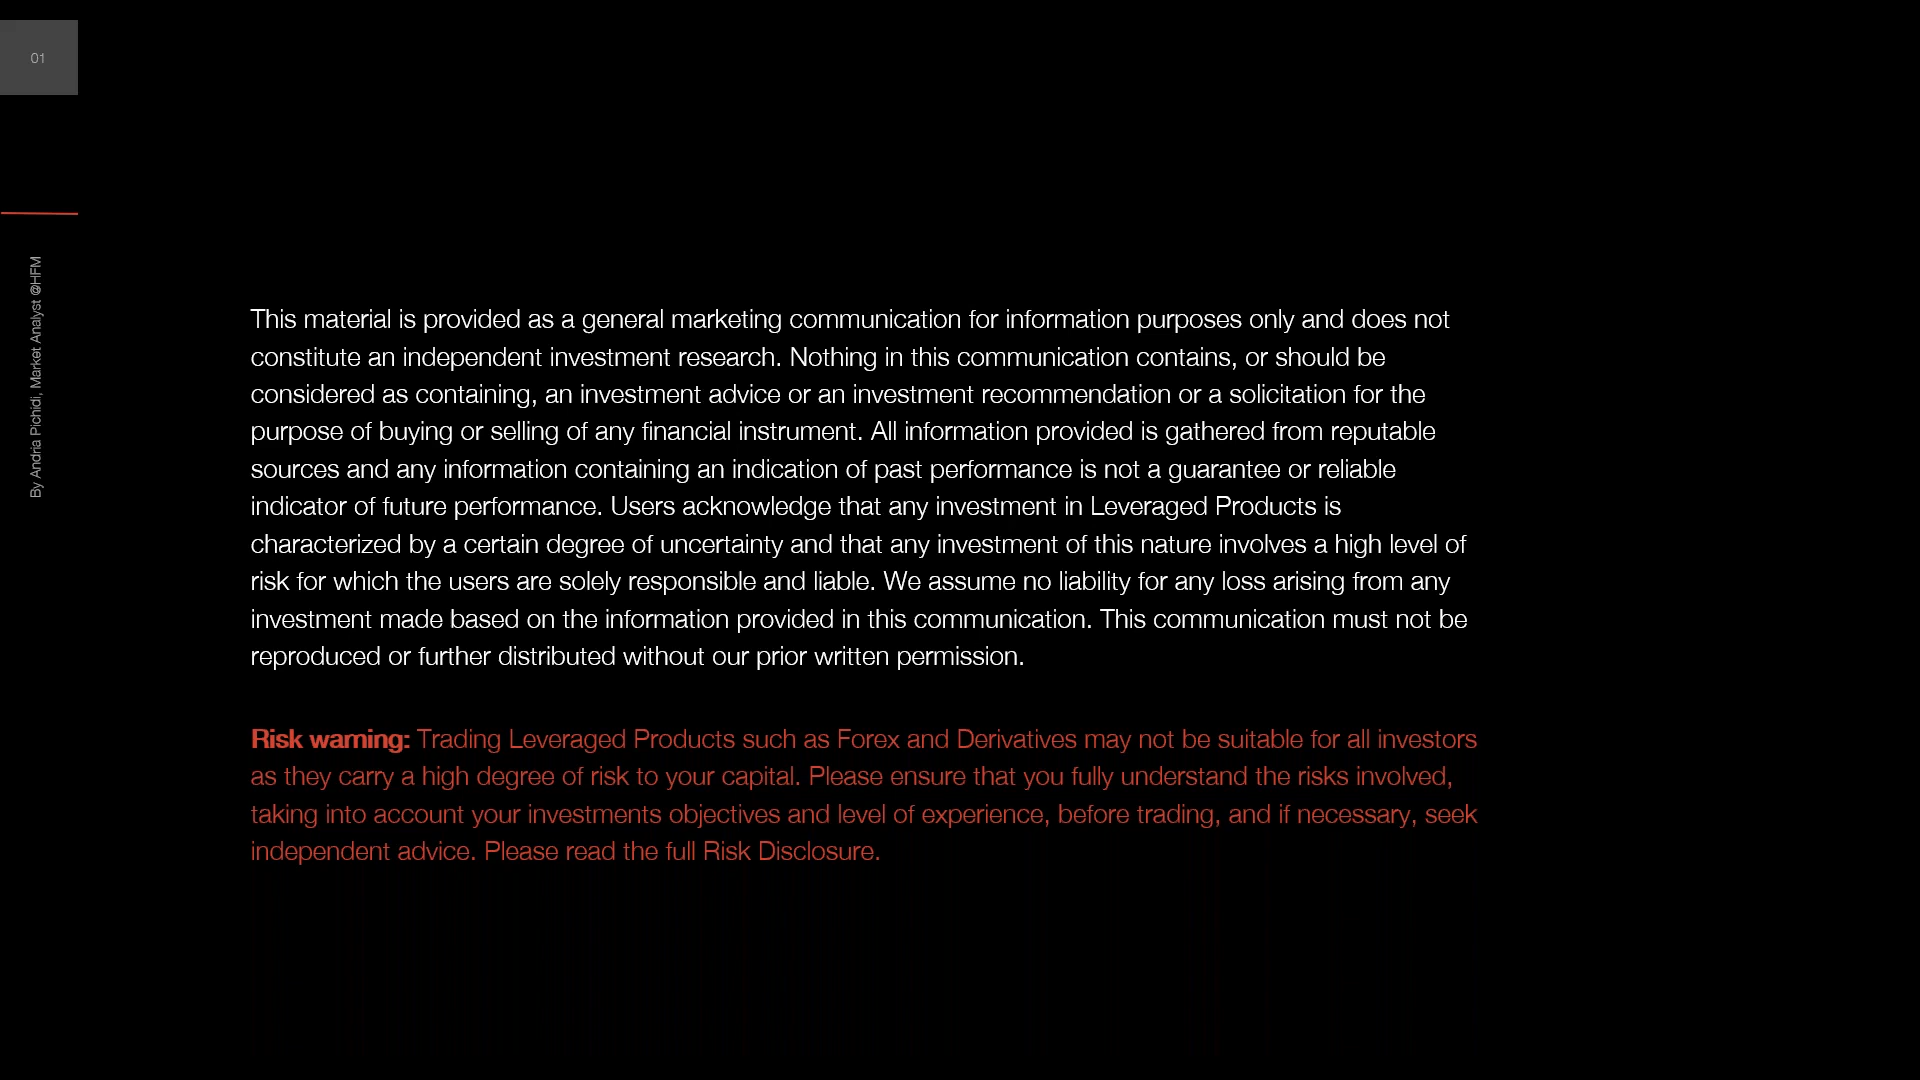 01
By Andria Pichidi, Market Analyst @HFM
This material is provided as a general marketing communication for information purposes only and does not
constitute an independent investment research. Nothing in this communication contains, or should be
considered as containing, an investment advice or an investment recommendation or a solicitation for the
purpose of buying or selling of any financial instrument. All information provided is gathered from reputable
sources and any information containing an indication of past performance is not a guarantee or reliable
indicator of future performance. Users acknowledge that any investment in Leveraged Products is
characterized by a certain degree of uncertainty and that any investment of this nature involves a high level of
risk for which the users are solely responsible and liable. We assume no liability for any loss arising from any
investment made based on the information provided in this communication. This communication must not be
reproduced or further distributed without our prior written permission.
Risk warning: Trading Leveraged Products such as Forex and Derivatives may not be suitable for all investors
as they carry a high degree of risk to your capital. Please ensure that you fully understand the risks involved,
taking into account your investments objectives and level of experience, before trading, and if necessary, seek
independent advice. Please read the full Risk Disclosure.